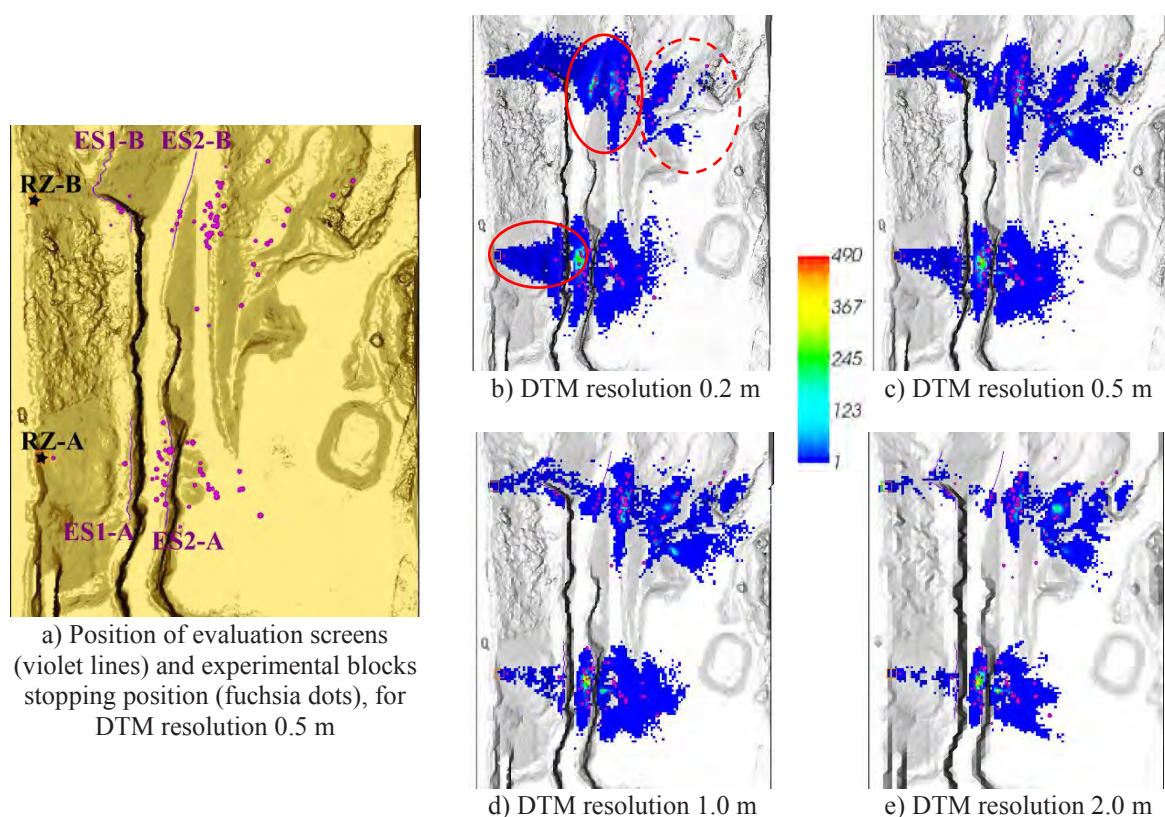 ES1-B ES2-B
RZ-B
RZ-A
ES1-A ES2-A
a) Position of evaluation screens
(violet lines) and experimental blocks
stopping position (fuchsia dots), for
DTM resolution 0.5 m
b) DTM resolution 0.2 m
490
367
245
123
1
c) DTM resolution 0.5 m
d) DTM resolution 1.0 m
e) DTM resolution 2.0 m